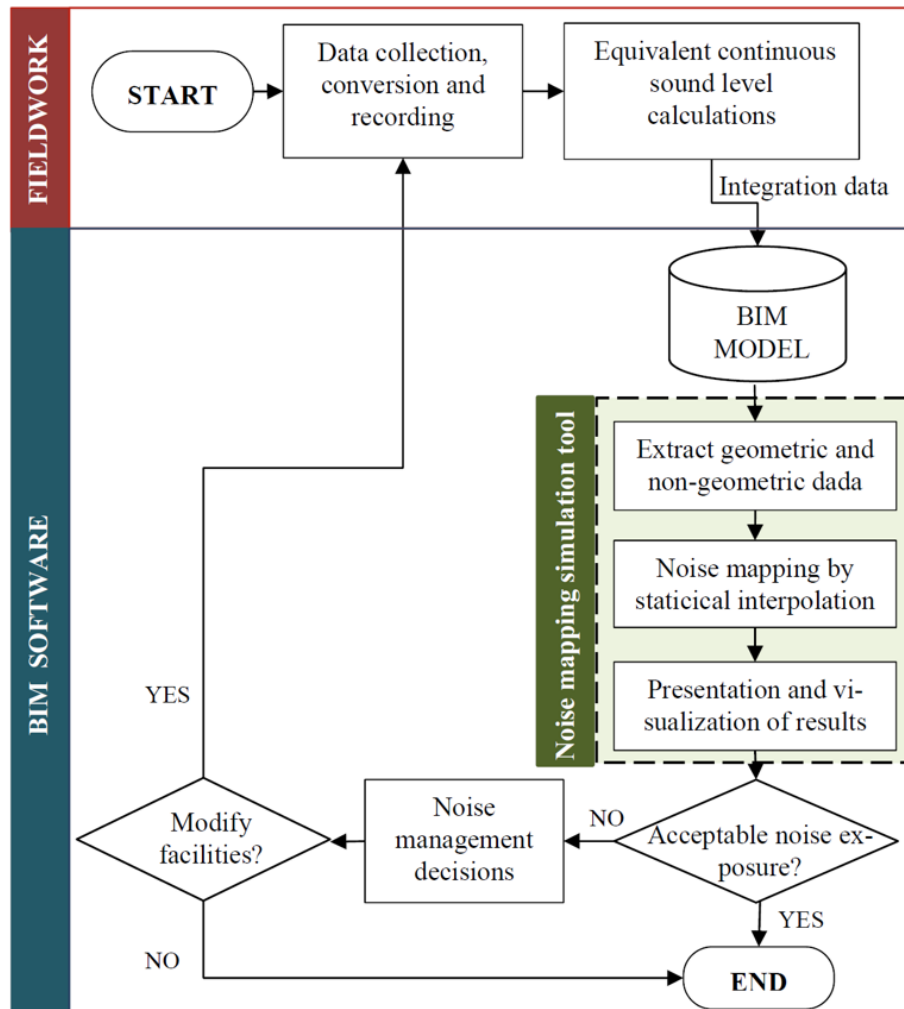 FIELDWORK
START
Data collection,
conversion and
recording
Equivalent continuous
sound level
calculations
Integration data
BIM SOFTWARE
BIM
MODEL
Noise mapping simulation tool
Extract geometric and
non-geometric dada
Noise mapping by
staticical interpolation
Presentation and vi-
sualization of results
YES
Modify
facilities?
Noise
management
decisions
NO
Acceptable noise ex-
posure?
YES
NO
END